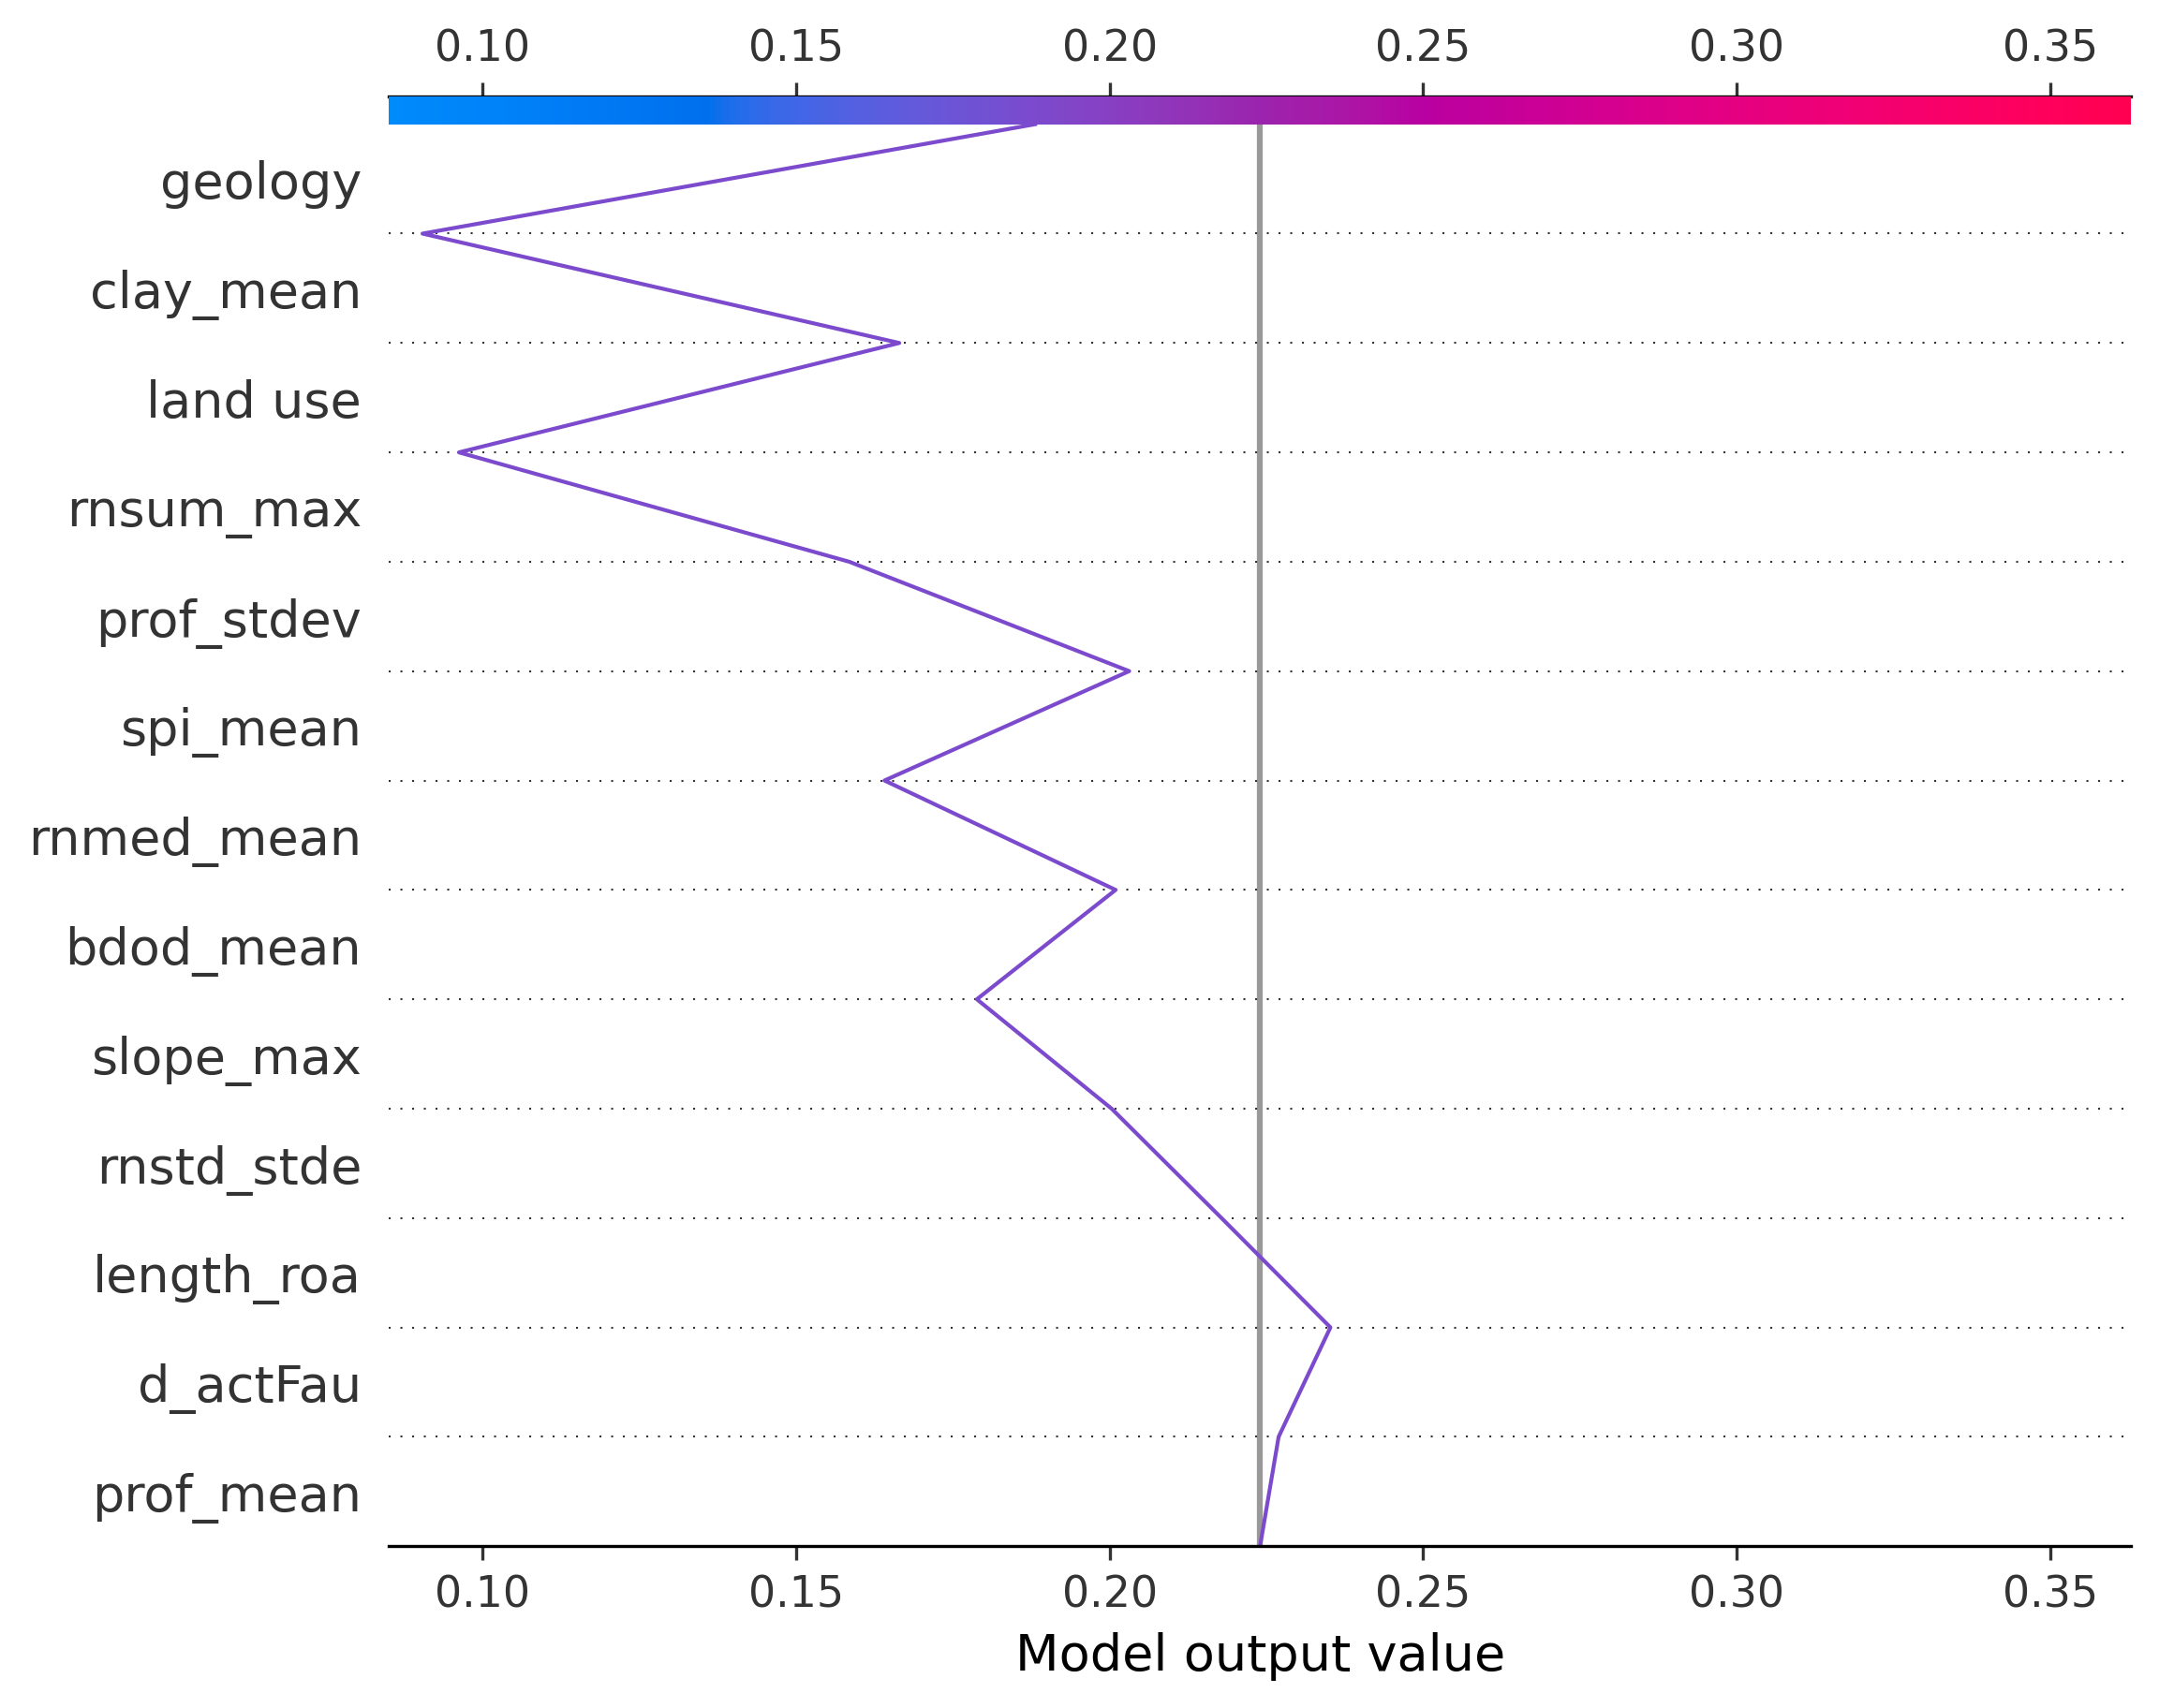 0.10 0.15 0.20 0.25 0.30 0.35
geology
clay_mean
land use
rnsum_max
prof_stdev
spi_mean
rnmed_mean
bdod_mean
slope_max
rnstd_stde
length_roa
d_actFau
prof_mean
0.10 0.15 0.20 0.25 0.30 0.35
Model output value